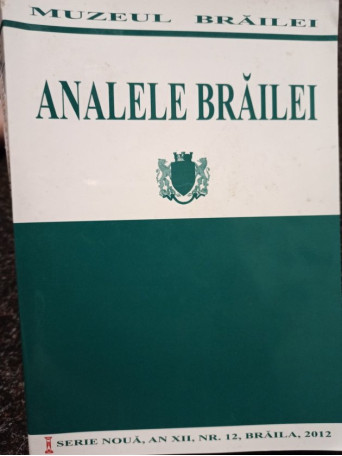 MUZEUL BRĂILEI
ANALELE BRĂILEI
SERIE NOUĂ, AN XII, NR. 12, BRĂILA, 2012